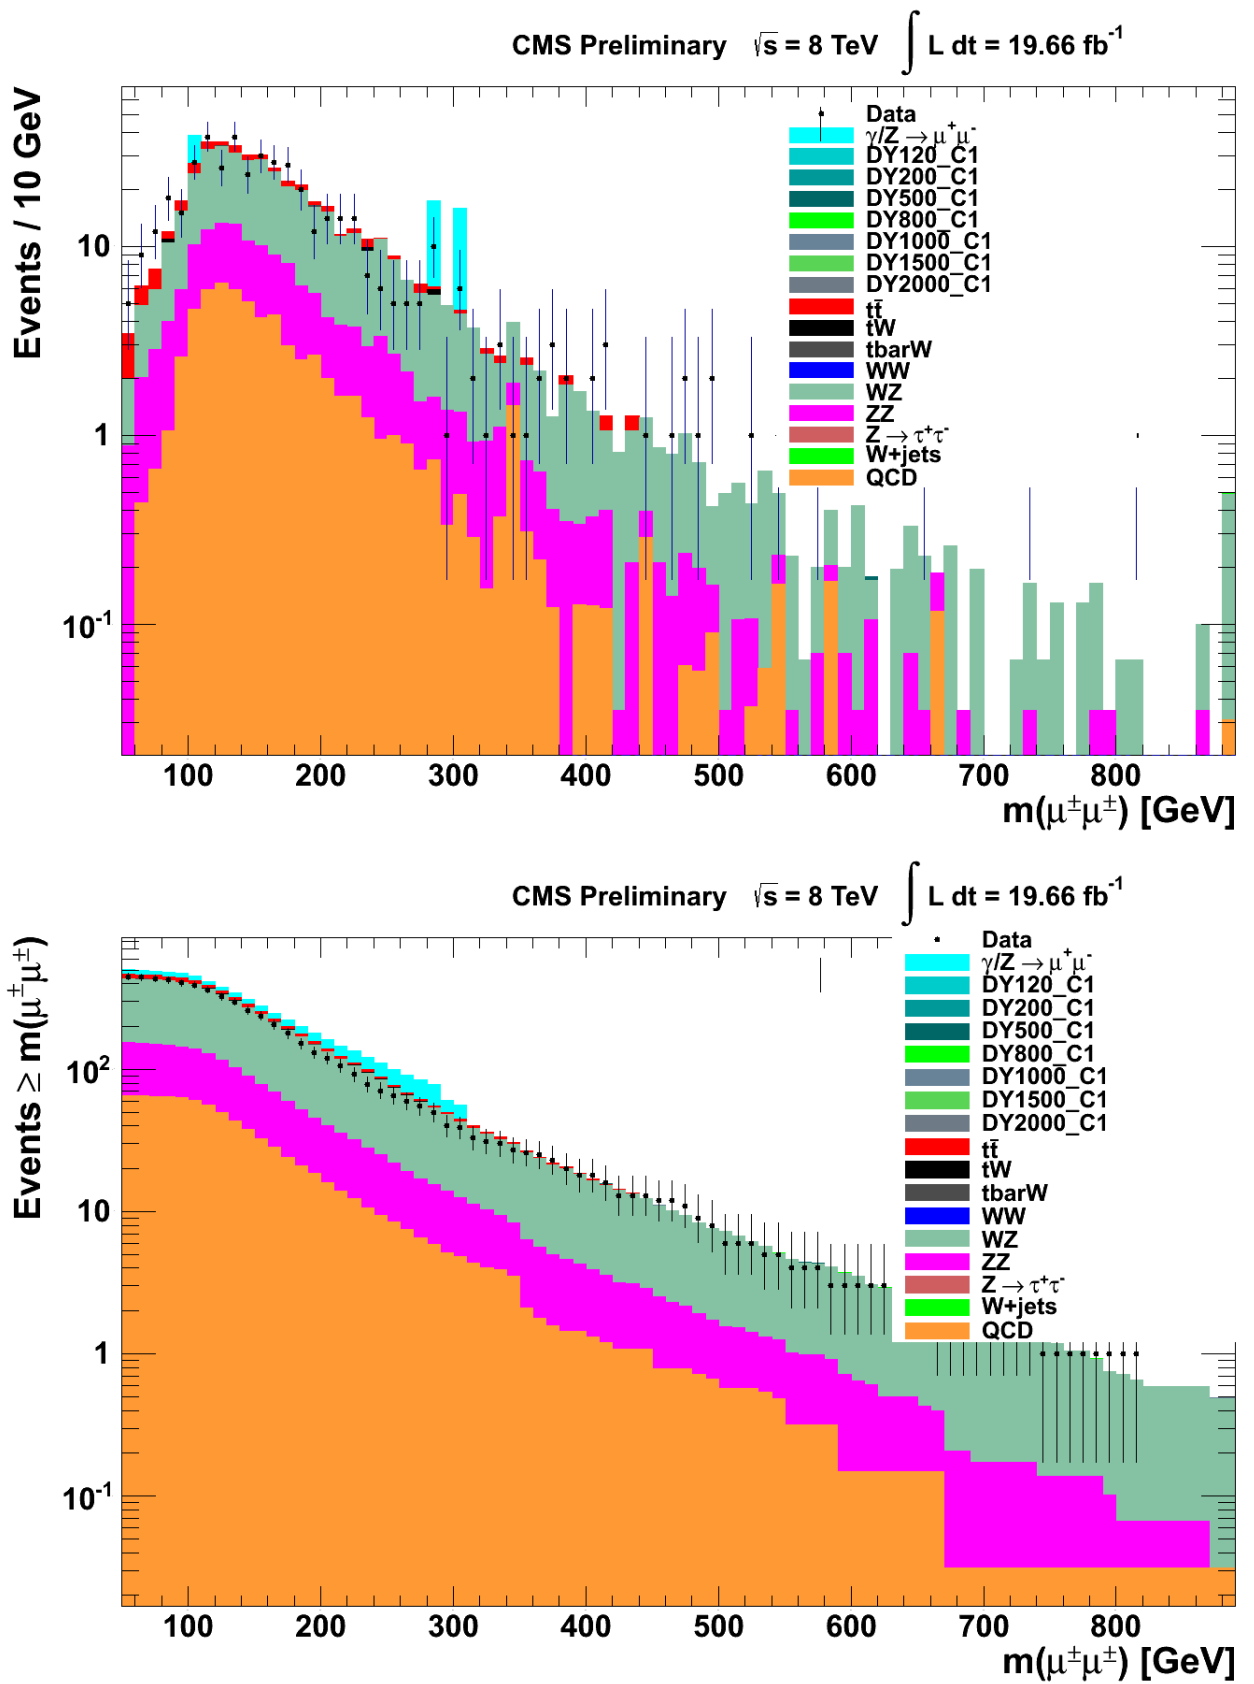 CMS Preliminary √s = 8 TeV ∫ L dt = 19.66 fb⁻¹
Events / 10 GeV
10
1
10⁻¹
Data
γ/Z → μ⁺μ⁻
DY120_C1
DY200_C1
DY500_C1
DY800_C1
DY1000_C1
DY1500_C1
DY2000_C1
tt̄
tW
tbarW
WW
WZ
ZZ
Z → τ⁺τ⁻
W+jets
QCD
100 200 300 400 500 600 700 800
m(μ±μ±) [GeV]
CMS Preliminary √s = 8 TeV ∫ L dt = 19.66 fb⁻¹
Events ≥ m(μ±μ±)
10²
10
1
10⁻¹
Data
γ/Z → μ⁺μ⁻
DY120_C1
DY200_C1
DY500_C1
DY800_C1
DY1000_C1
DY1500_C1
DY2000_C1
tt̄
tW
tbarW
WW
WZ
ZZ
Z → τ⁺τ⁻
W+jets
QCD
100 200 300 400 500 600 700 800
m(μ±μ±) [GeV]